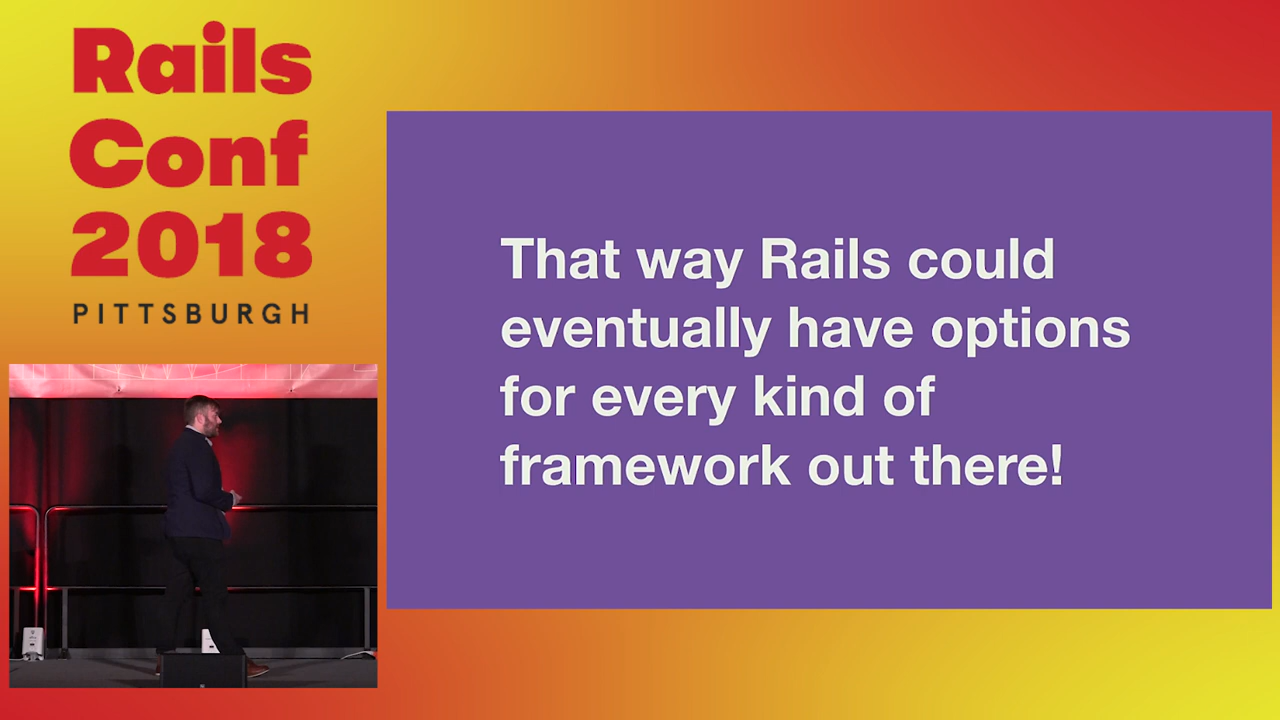 Rails
Conf
2018
PITTSBURGH
That way Rails could
eventually have options
for every kind of
framework out there!